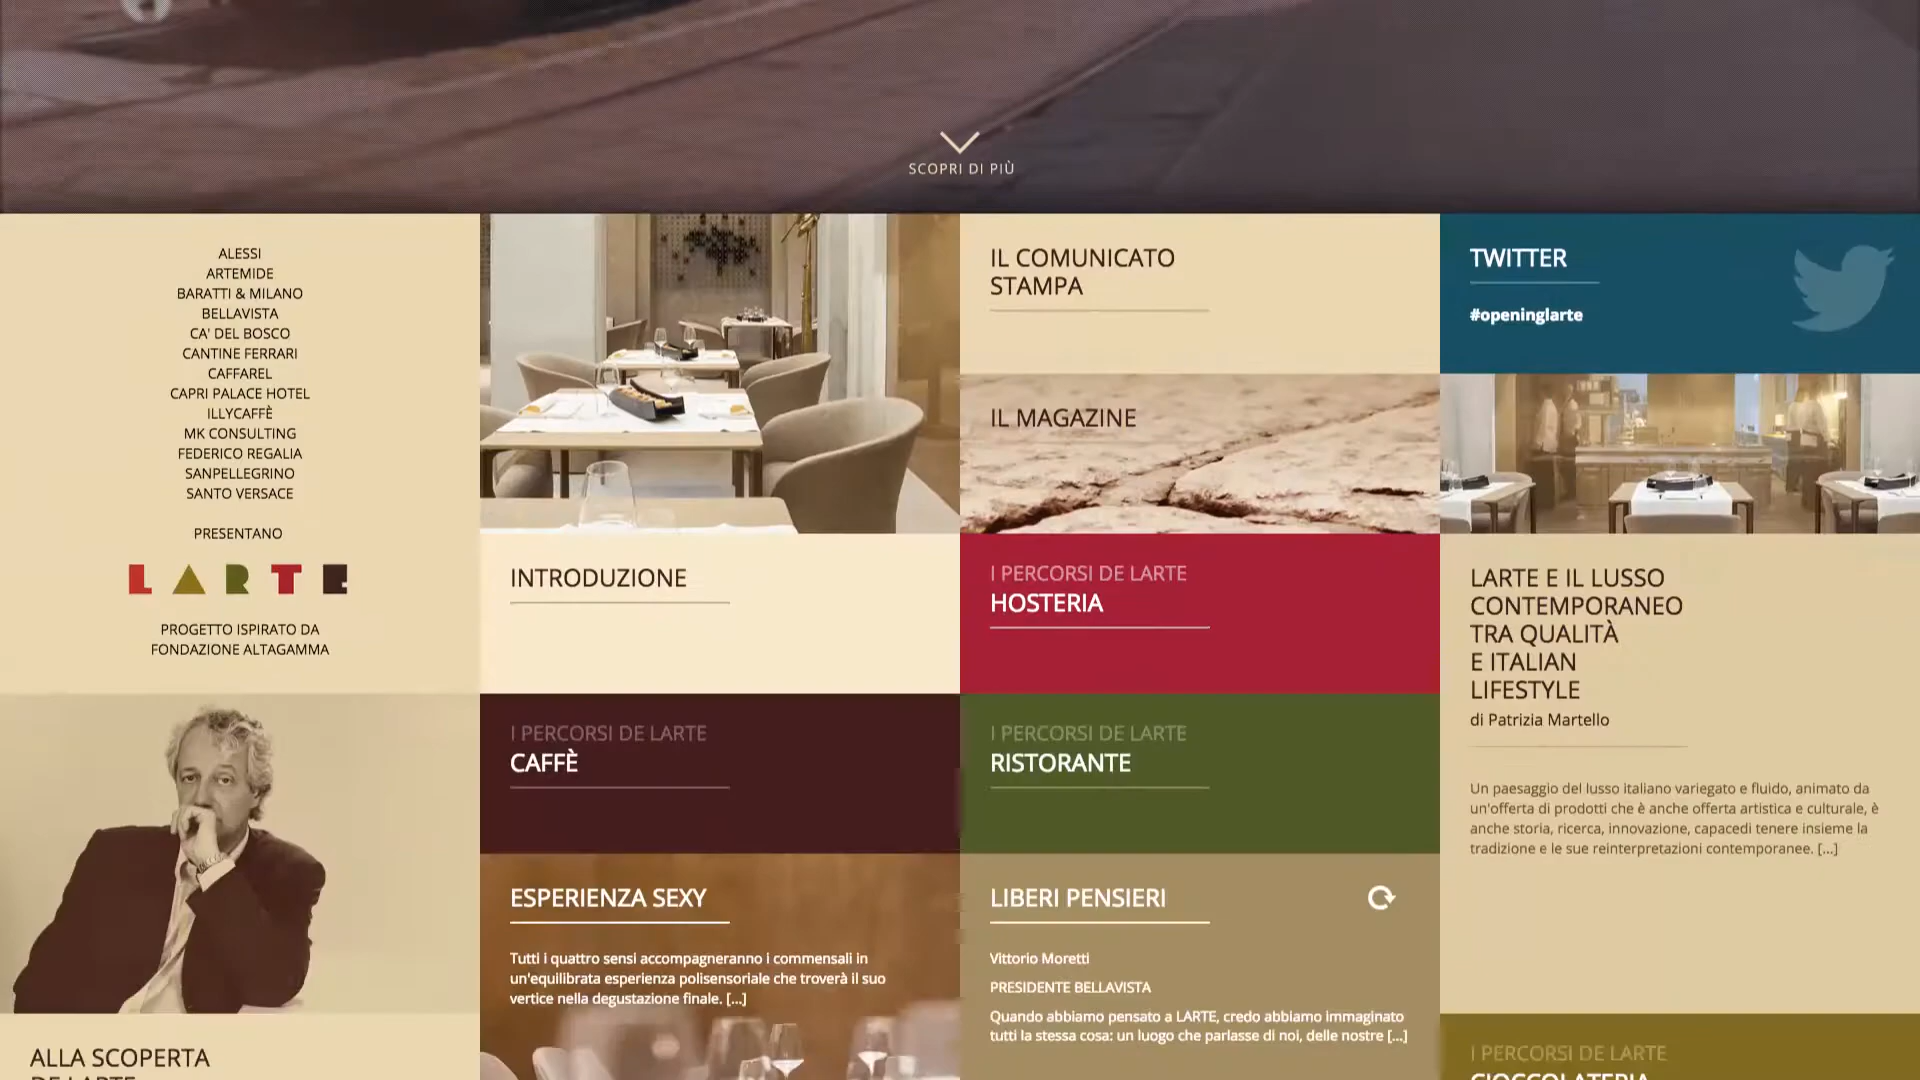 SCOPRI DI PIÙ
ALESSI
ARTEMIDE
BARATTI & MILANO
BELLAVISTA
CA' DEL BOSCO
CANTINE FERRARI
CAFFAREL
CAPRI PALACE HOTEL
ILLYCAFFÈ
MK CONSULTING
FEDERICO REGALIA
SANPELLEGRINO
SANTO VERSACE
PRESENTANO
LARTE
PROGETTO ISPIRATO DA
FONDAZIONE ALTAGAMMA
ALLA SCOPERTA
DE LARTE
INTRODUZIONE
I PERCORSI DE LARTE
CAFFÈ
ESPERIENZA SEXY
Tutti i quattro sensi accompagneranno i commensali in
un'equilibrata esperienza polisensoriale che troverà il suo
vertice nella degustazione finale. [...]
IL COMUNICATO
STAMPA
IL MAGAZINE
I PERCORSI DE LARTE
HOSTERIA
I PERCORSI DE LARTE
RISTORANTE
LIBERI PENSIERI
Vittorio Moretti
PRESIDENTE BELLAVISTA
Quando abbiamo pensato a LARTE, credo abbiamo immaginato
tutti la stessa cosa: un luogo che parlasse di noi, delle nostre [...]
TWITTER
#openinglarte
LARTE E IL LUSSO
CONTEMPORANEO
TRA QUALITÀ
E ITALIAN
LIFESTYLE
di Patrizia Martello
Un paesaggio del lusso italiano variegato e fluido, animato da
un'offerta di prodotti che è anche offerta artistica e culturale, è
anche storia, ricerca, innovazione, capacedi tenere insieme la
tradizione e le sue reinterpretazioni contemporanee. [...]
I PERCORSI DE LARTE
CIOCCOLATERIA